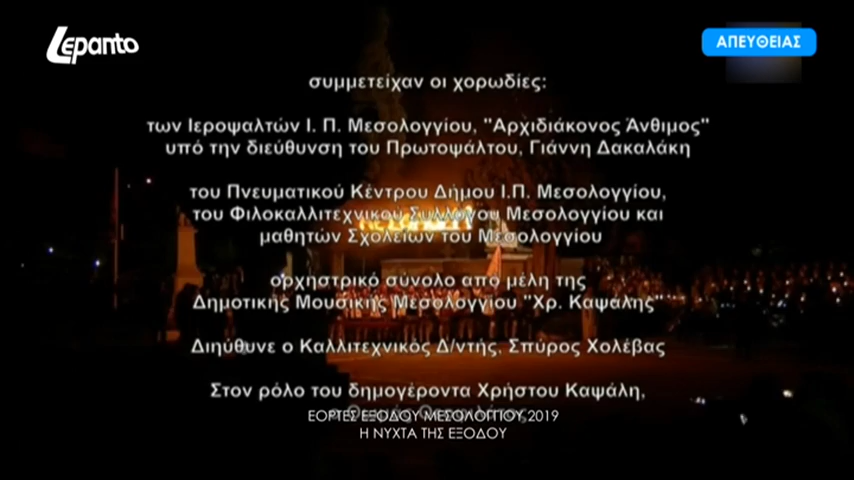 Lepanto
ΑΠΕΥΘΕΙΑΣ
συμμετείχαν οι χορωδίες:
των Ιεροψαλτών Ι. Π. Μεσολογγίου, "Αρχιδιάκονος Άνθιμος"
υπό την διεύθυνση του Πρωτοψάλτου, Γιάννη Δακαλάκη
του Πνευματικού Κέντρου Δήμου Ι.Π. Μεσολογγίου,
του Φιλοκαλλιτεχνικού Συλλόγου Μεσολογγίου και
μαθητών Σχολείων του Μεσολογγίου
ορχηστρικό σύνολο από μέλη της
Δημοτικής Μουσικής Μεσολογγίου "Χρ. Καψάλης"
Διηύθυνε ο Καλλιτεχνικός Δ/ντής, Σπύρος Χολέβας
Στον ρόλο του δημογέροντα Χρήστου Καψάλη,
ΕΟΡΤΕΣ ΕΞΟΔΟΥ ΜΕΣΟΛΟΓΓΙΟΥ 2019
Η ΝΥΧΤΑ ΤΗΣ ΕΞΟΔΟΥ